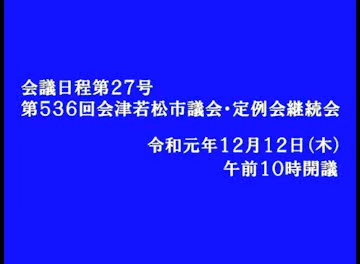 会議日程第27号
第536回会津若松市議会・定例会継続会
令和元年12月12日(木)
午前10時開議